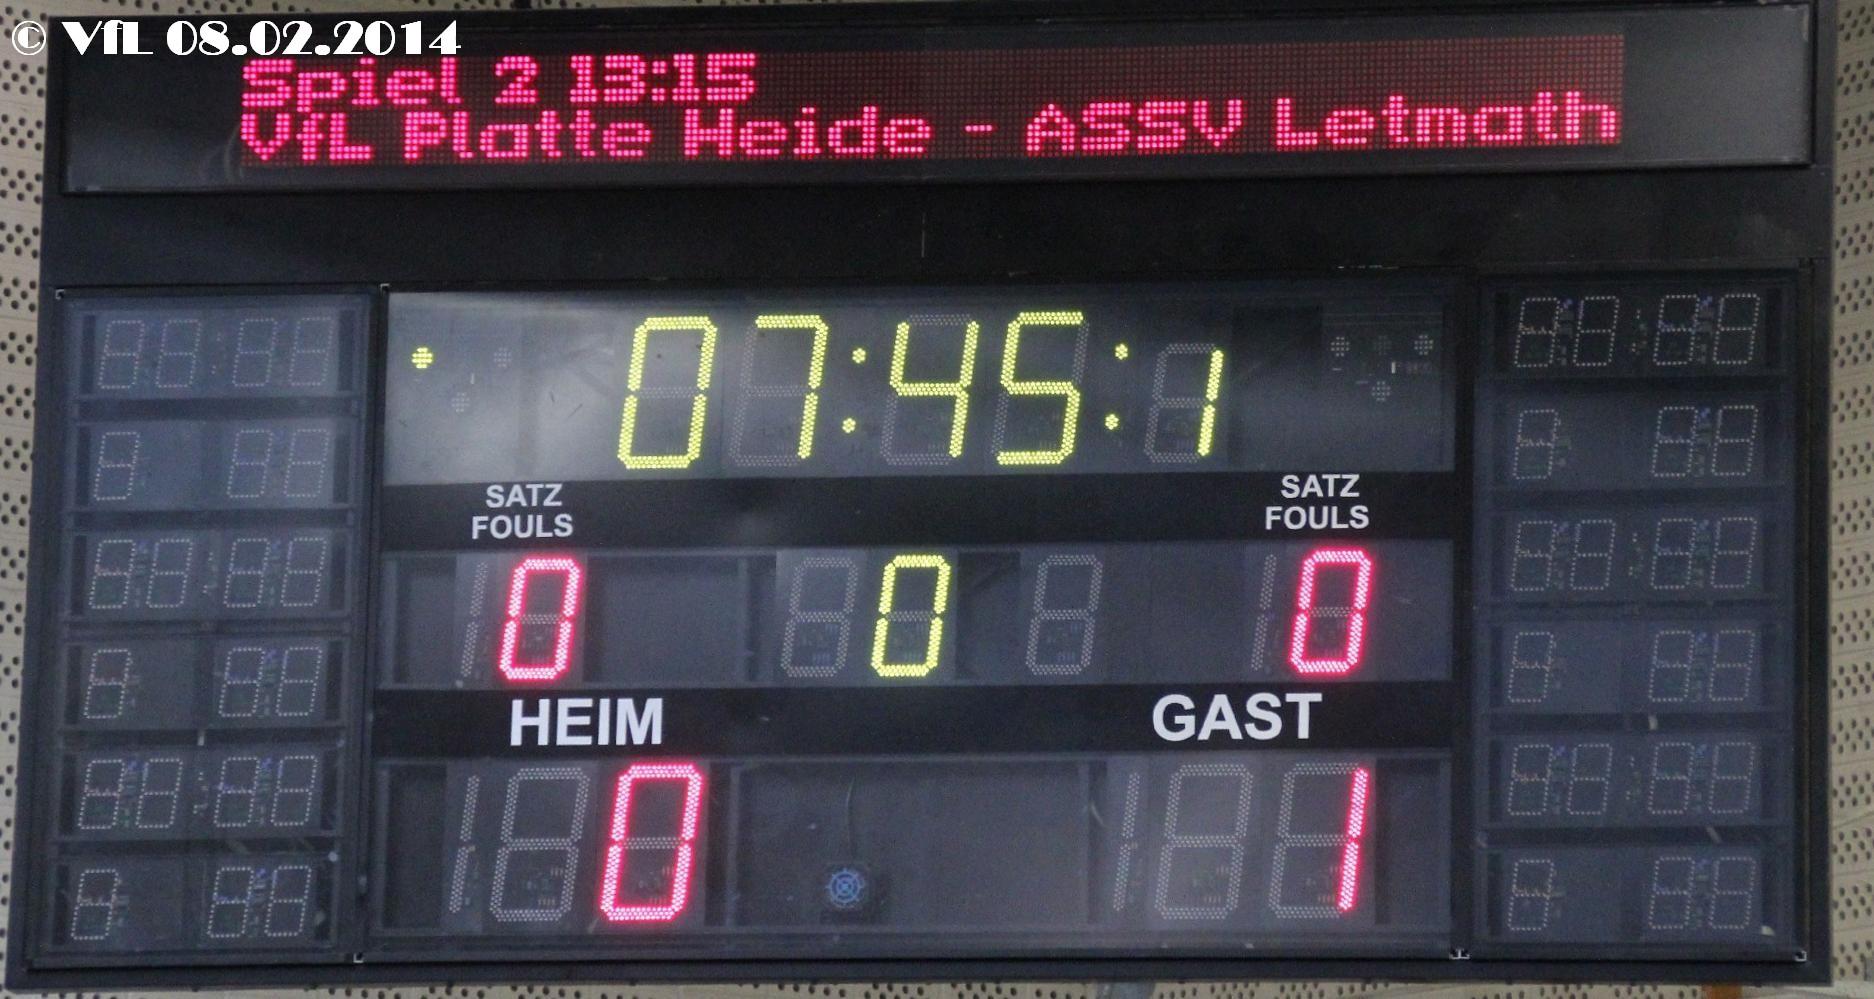 © VfL 08.02.2014
Spiel 2 13:15
VfL Platte Heide - ASSV Letmath
07:45:1
SATZ FOULS
SATZ FOULS
0 0 0
HEIM GAST
0 1